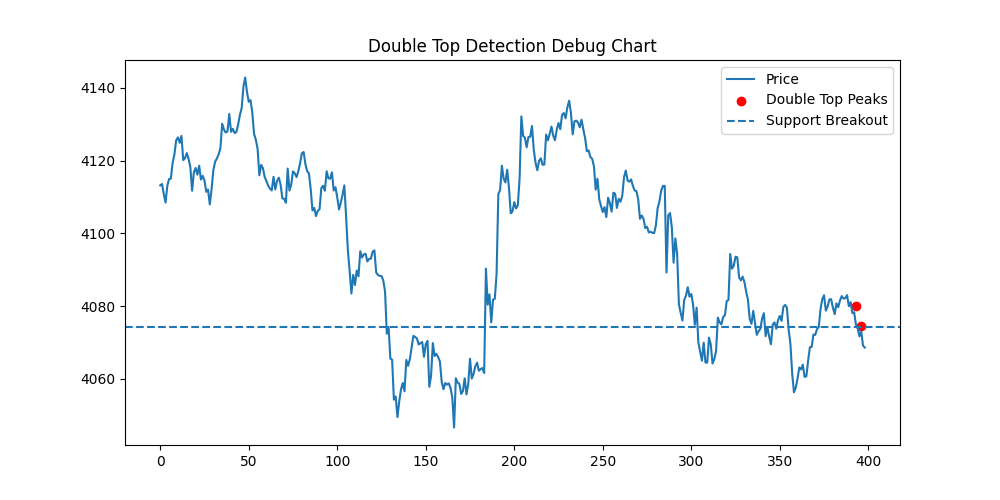 Double Top Detection Debug Chart
Price
Double Top Peaks
Support Breakout
4140
4120
4100
4080
4060
0 50 100 150 200 250 300 350 400